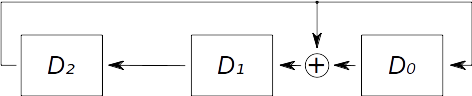 D₂ D₁ + D₀